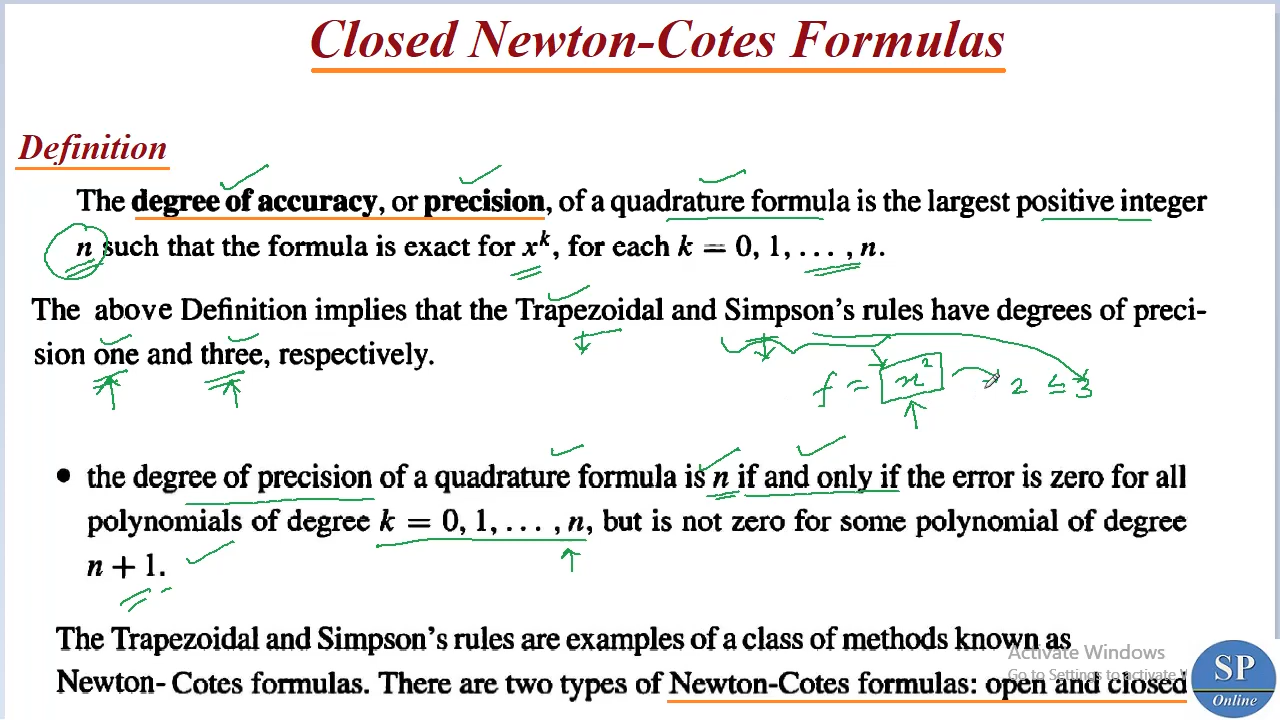 Closed Newton-Cotes Formulas
Definition
The degree of accuracy, or precision, of a quadrature formula is the largest positive integer
n such that the formula is exact for x^k, for each k = 0, 1, ... , n.
The above Definition implies that the Trapezoidal and Simpson's rules have degrees of preci-
sion one and three, respectively.
f = x² 2 ≤ 3
• the degree of precision of a quadrature formula is n if and only if the error is zero for all
polynomials of degree k = 0, 1, ... , n, but is not zero for some polynomial of degree
n + 1.
The Trapezoidal and Simpson's rules are examples of a class of methods known as
Newton- Cotes formulas. There are two types of Newton-Cotes formulas: open and closed
Activate Windows
Go to Settings to activate
SP
Online